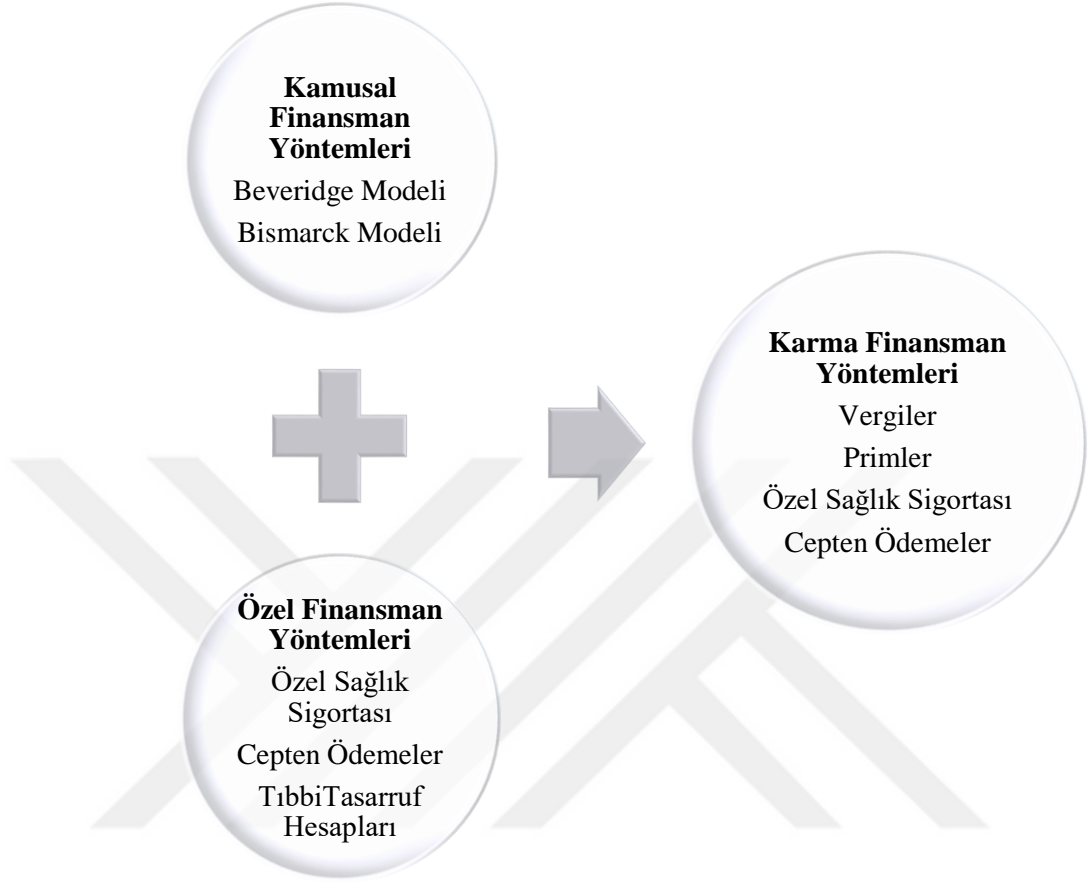 Kamusal
Finansman
Yöntemleri
Beveridge Modeli
Bismarck Modeli
Özel Finansman
Yöntemleri
Özel Sağlık
Sigortası
Cepten Ödemeler
TıbbiTasarruf
Hesapları
Karma Finansman
Yöntemleri
Vergiler
Primler
Özel Sağlık Sigortası
Cepten Ödemeler